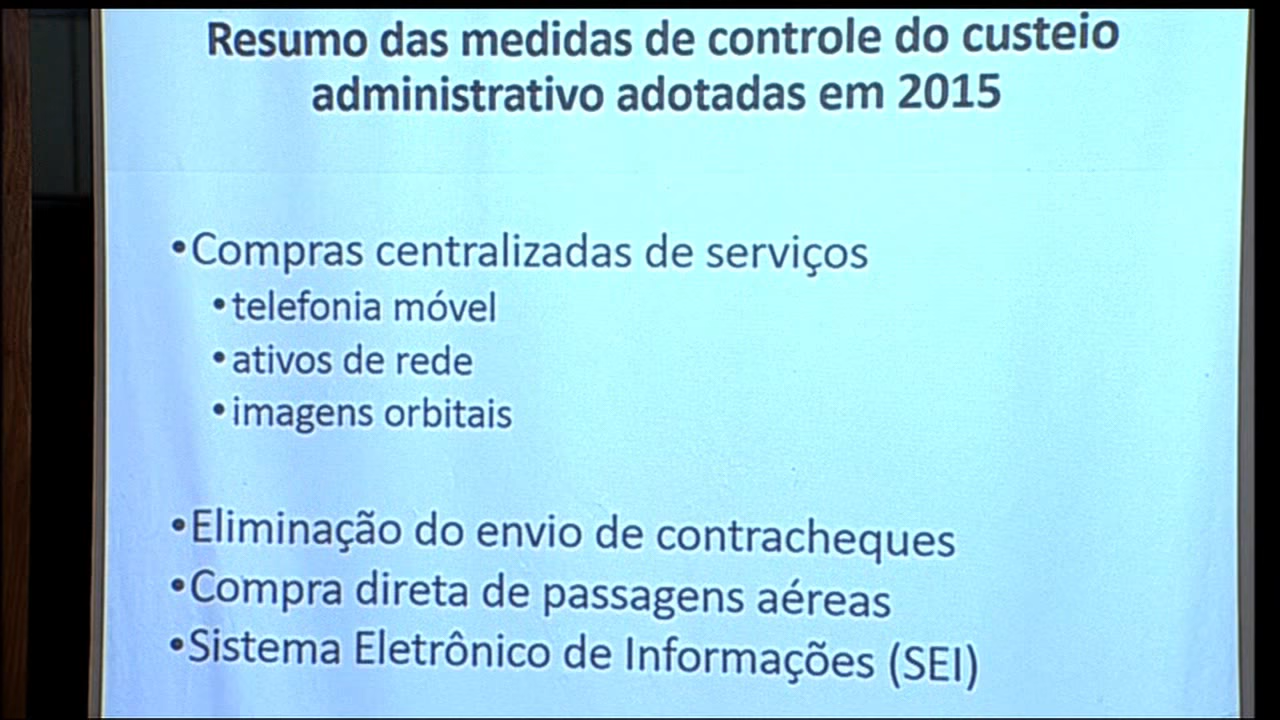 Resumo das medidas de controle do custeio
administrativo adotadas em 2015
•Compras centralizadas de serviços
•telefonia móvel
•ativos de rede
•imagens orbitais
•Eliminação do envio de contracheques
•Compra direta de passagens aéreas
•Sistema Eletrônico de Informações (SEI)